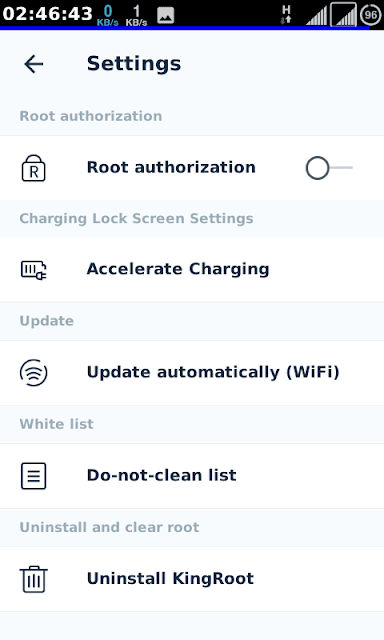 02:46:43 0 KB/s 1 KB/s H 96
Settings
Root authorization
R Root authorization
Charging Lock Screen Settings
Accelerate Charging
Update
Update automatically (WiFi)
White list
Do-not-clean list
Uninstall and clear root
Uninstall KingRoot